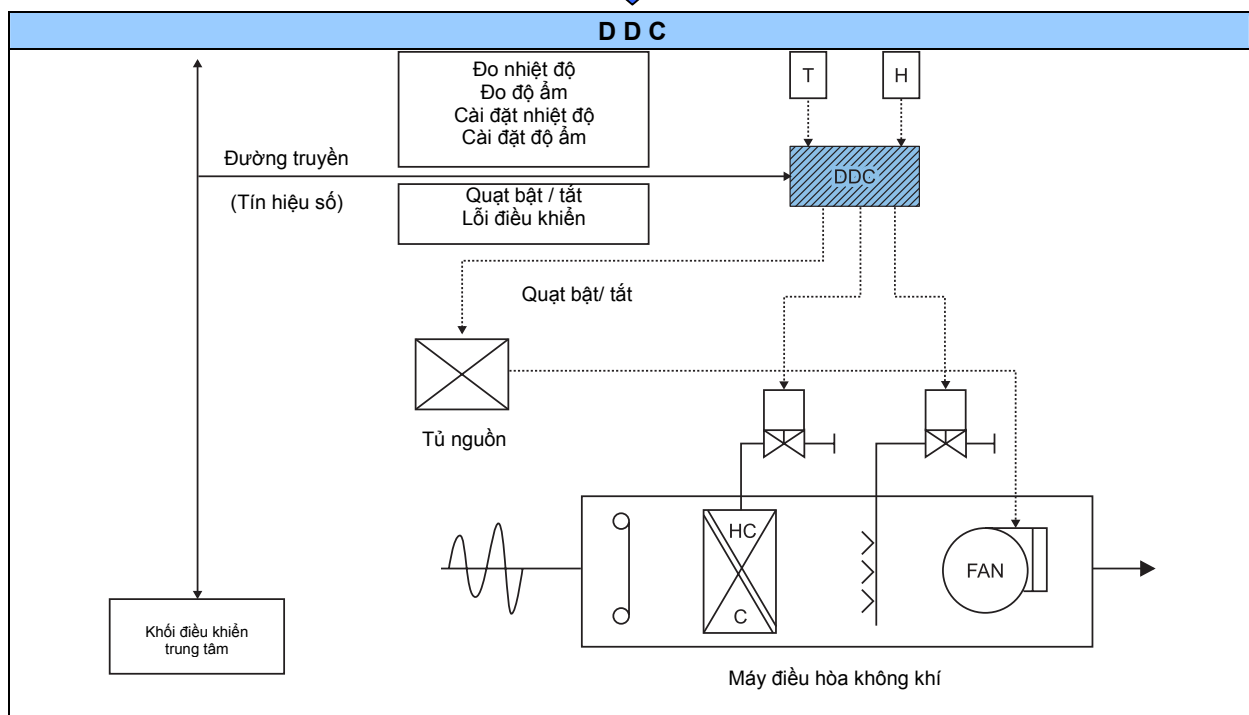 D D C
Đo nhiệt độ
Đo độ ẩm
Cài đặt nhiệt độ
Cài đặt độ ẩm
T
H
Đường truyền
(Tín hiệu số)
DDC
Quạt bật / tắt
Lỗi điều khiển
Quạt bật/ tắt
Tủ nguồn
HC
C
FAN
Khối điều khiển
trung tâm
Máy điều hòa không khí